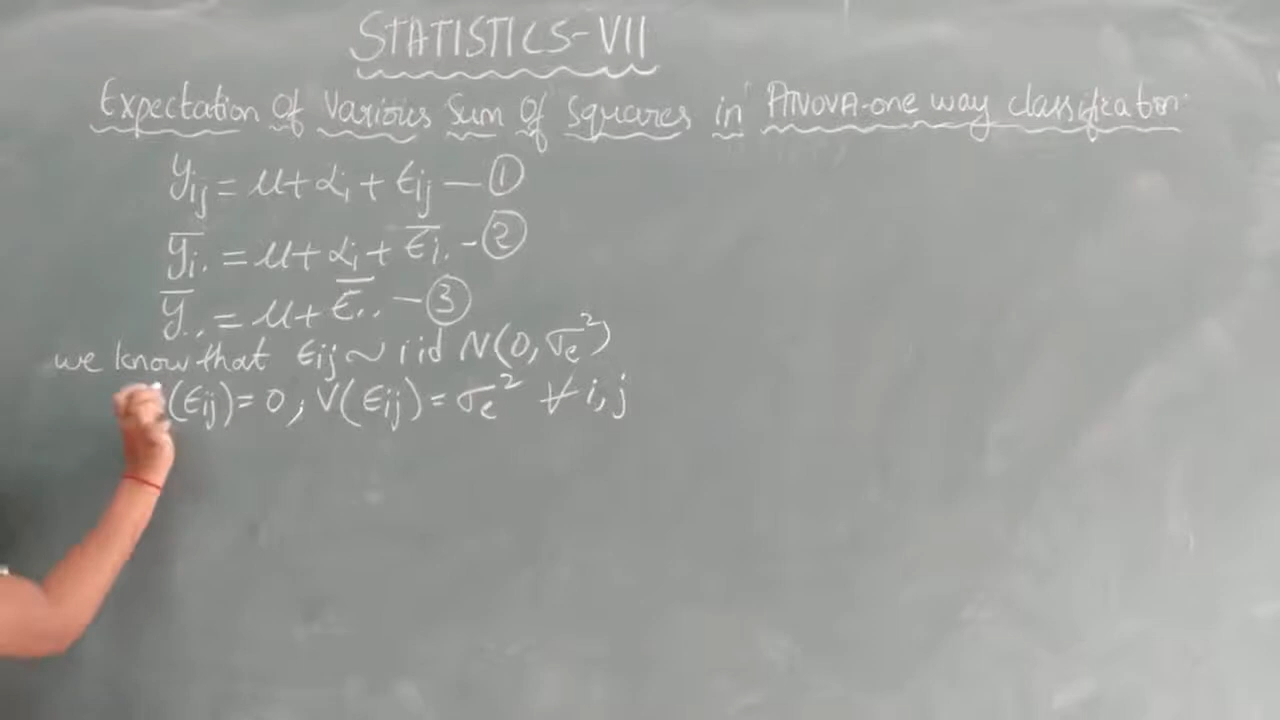 STATISTICS-VII
Expectation Of Various Sum Of Squares in ANOVA-one way classification
yij = μ + αi + ϵij — ①
ȳi. = μ + αi + ϵ̄i. - ②
ȳ.. = μ + ϵ̄.. — ③
we know that ϵij ~ iid N(0, σe²)
(ϵij) = 0, V(ϵij) = σe² ∀ i, j